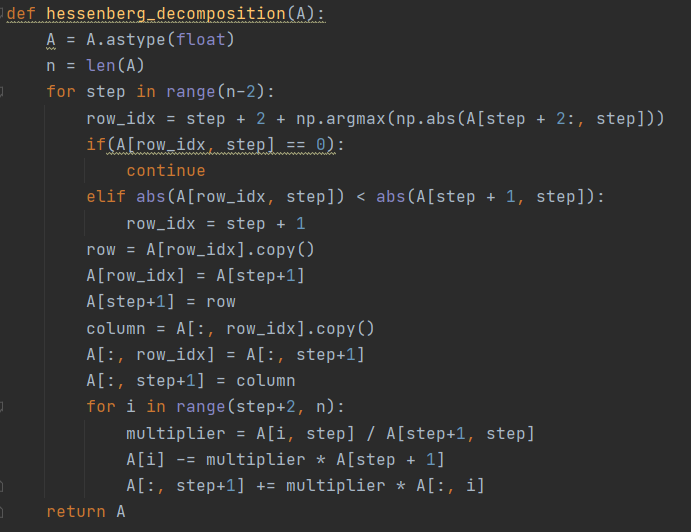 def hessenberg_decomposition(A):
    A = A.astype(float)
    n = len(A)
    for step in range(n-2):
        row_idx = step + 2 + np.argmax(np.abs(A[step + 2:, step]))
        if(A[row_idx, step] == 0):
            continue
        elif abs(A[row_idx, step]) < abs(A[step + 1, step]):
            row_idx = step + 1
        row = A[row_idx].copy()
        A[row_idx] = A[step+1]
        A[step+1] = row
        column = A[:, row_idx].copy()
        A[:, row_idx] = A[:, step+1]
        A[:, step+1] = column
        for i in range(step+2, n):
            multiplier = A[i, step] / A[step+1, step]
            A[i] -= multiplier * A[step + 1]
            A[:, step+1] += multiplier * A[:, i]
    return A